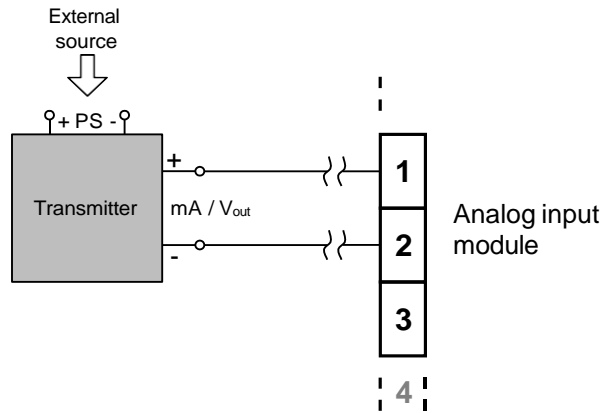 External
source
+ PS -
+
1
Transmitter
mA / Vout
Analog input
module
2
-
3
4